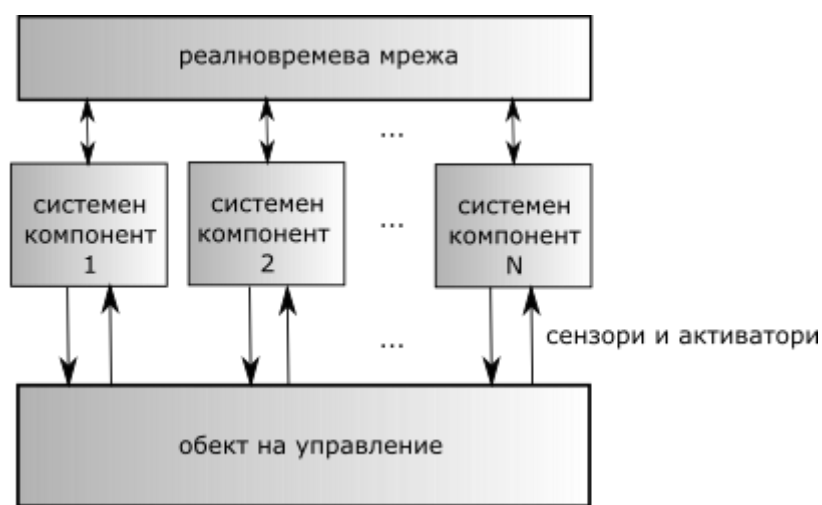 реалновремева мрежа
...
системен
компонент
1
системен
компонент
2
...
системен
компонент
N
...
сензори и активатори
обект на управление